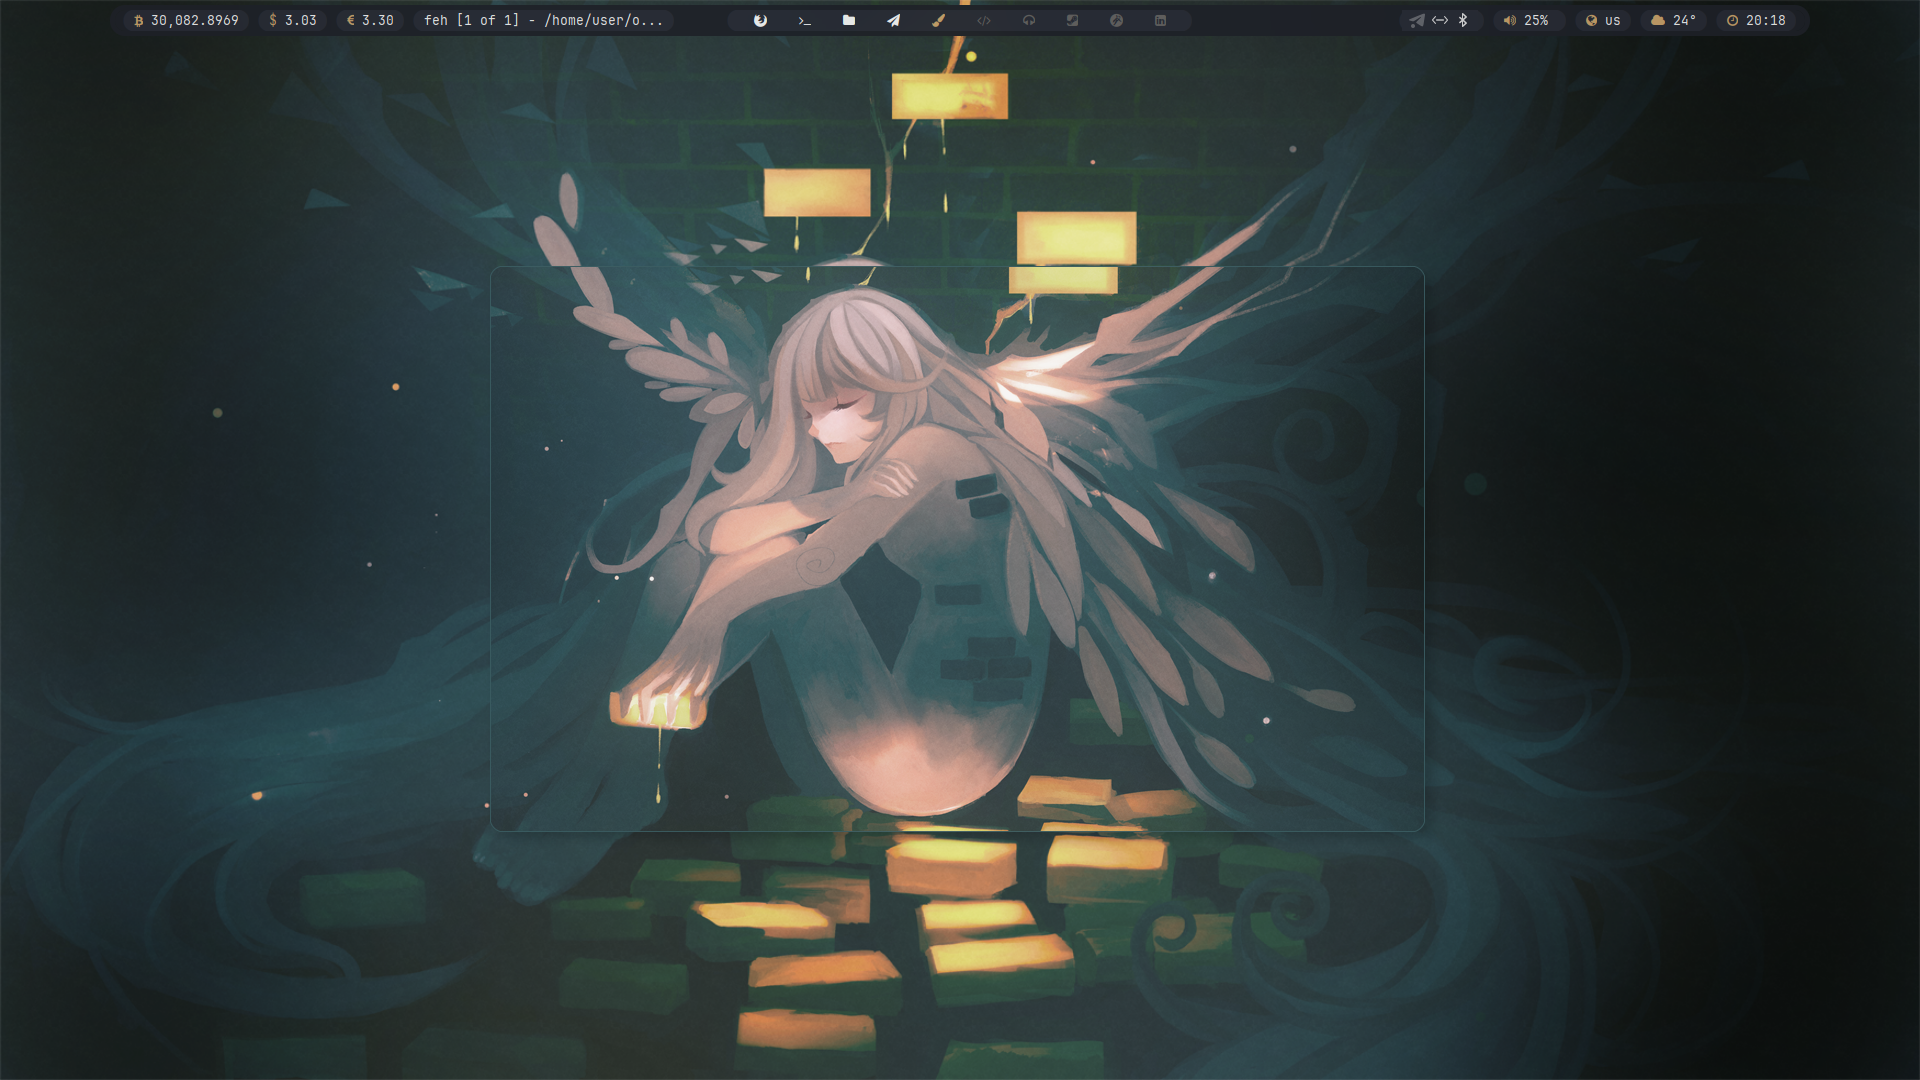 30,082.8969 $ 3.03 € 3.30 feh [1 of 1] - /home/user/o... 25% us 24° 20:18